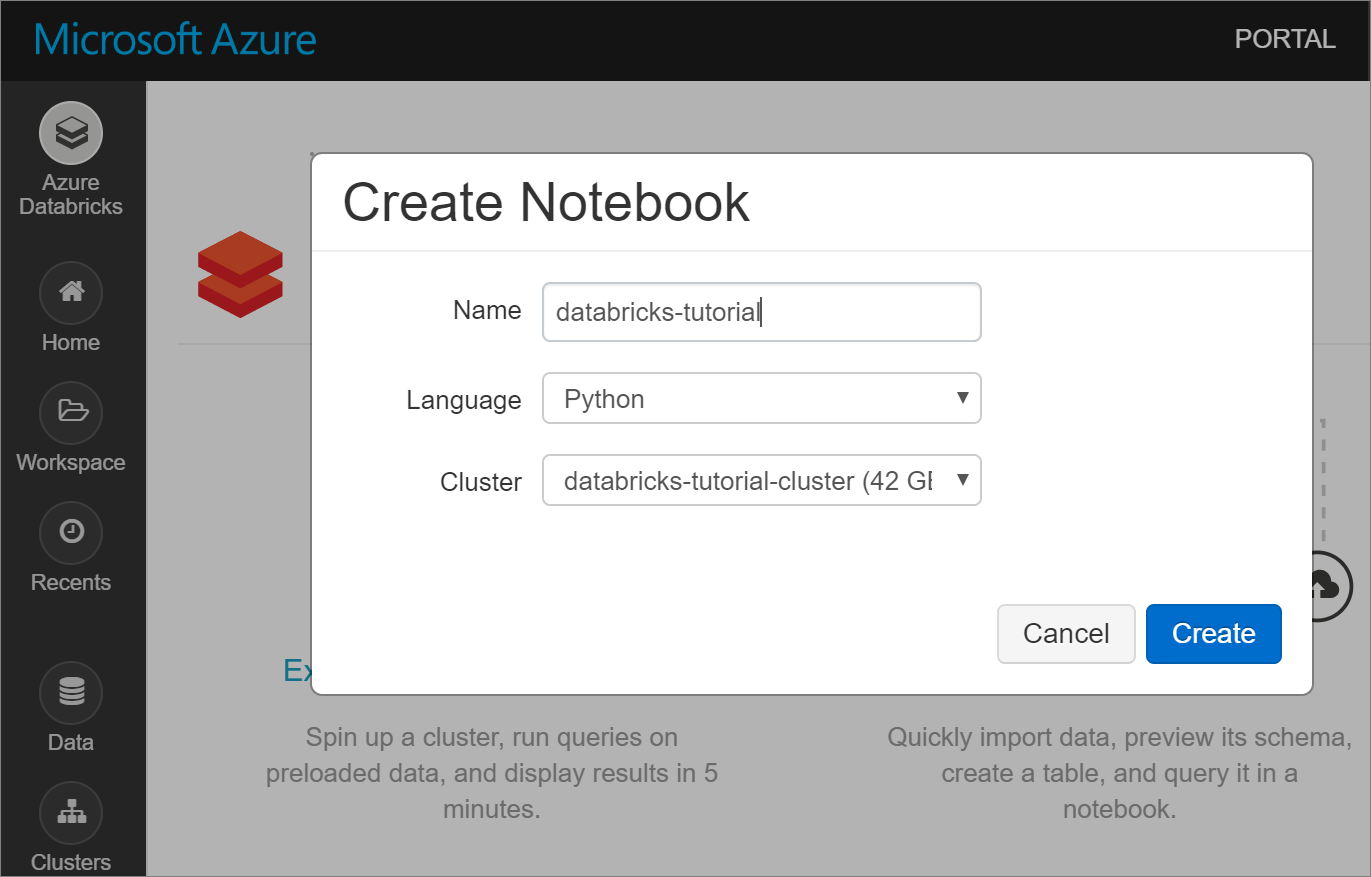 Microsoft Azure
PORTAL
Azure
Databricks
Home
Workspace
Recents
Data
Clusters
Create Notebook
Name
databricks-tutorial
Language
Python
Cluster
databricks-tutorial-cluster (42 GB
Cancel
Create
Ex
Spin up a cluster, run queries on
preloaded data, and display results in 5
minutes.
Quickly import data, preview its schema,
create a table, and query it in a
notebook.